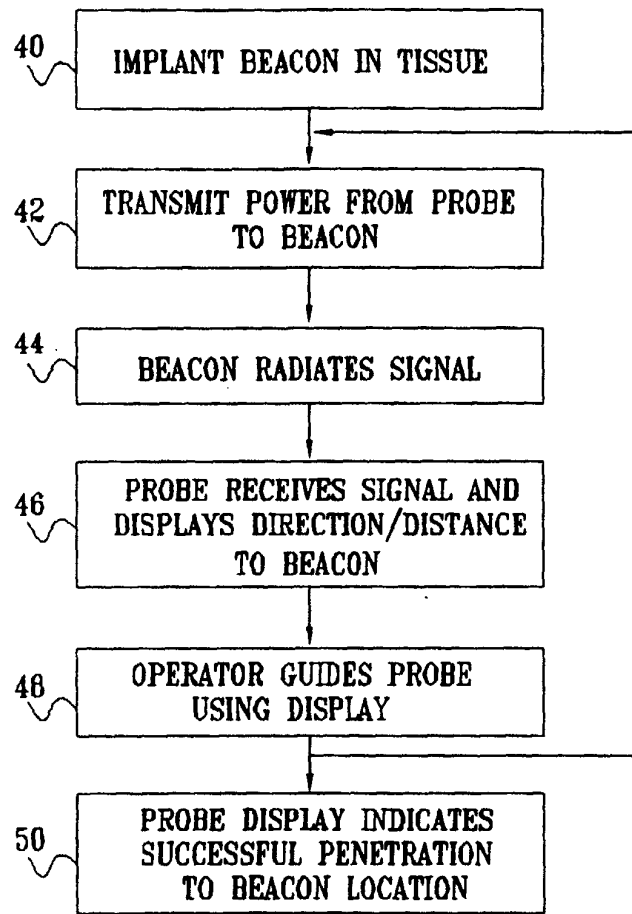 40
IMPLANT BEACON IN TISSUE
42
TRANSMIT POWER FROM PROBE
TO BEACON
44
BEACON RADIATES SIGNAL
46
PROBE RECEIVES SIGNAL AND
DISPLAYS DIRECTION/DISTANCE
TO BEACON
48
OPERATOR GUIDES PROBE
USING DISPLAY
50
PROBE DISPLAY INDICATES
SUCCESSFUL PENETRATION
TO BEACON LOCATION